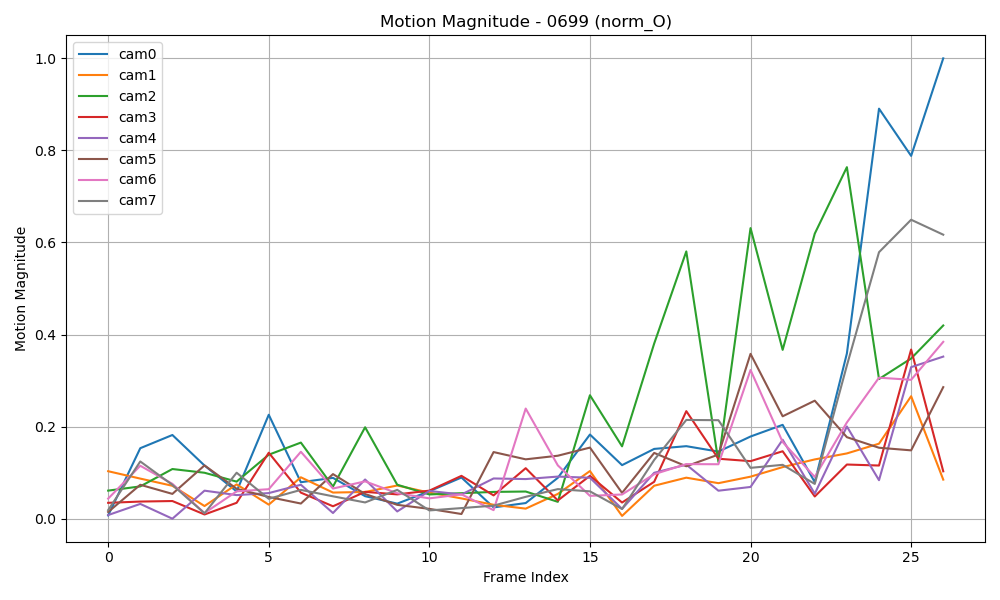 Motion Magnitude - 0699 (norm_O)
cam0
cam1
cam2
cam3
cam4
cam5
cam6
cam7
Motion Magnitude
1.0
0.8
0.6
0.4
0.2
0.0
0 5 10 15 20 25
Frame Index